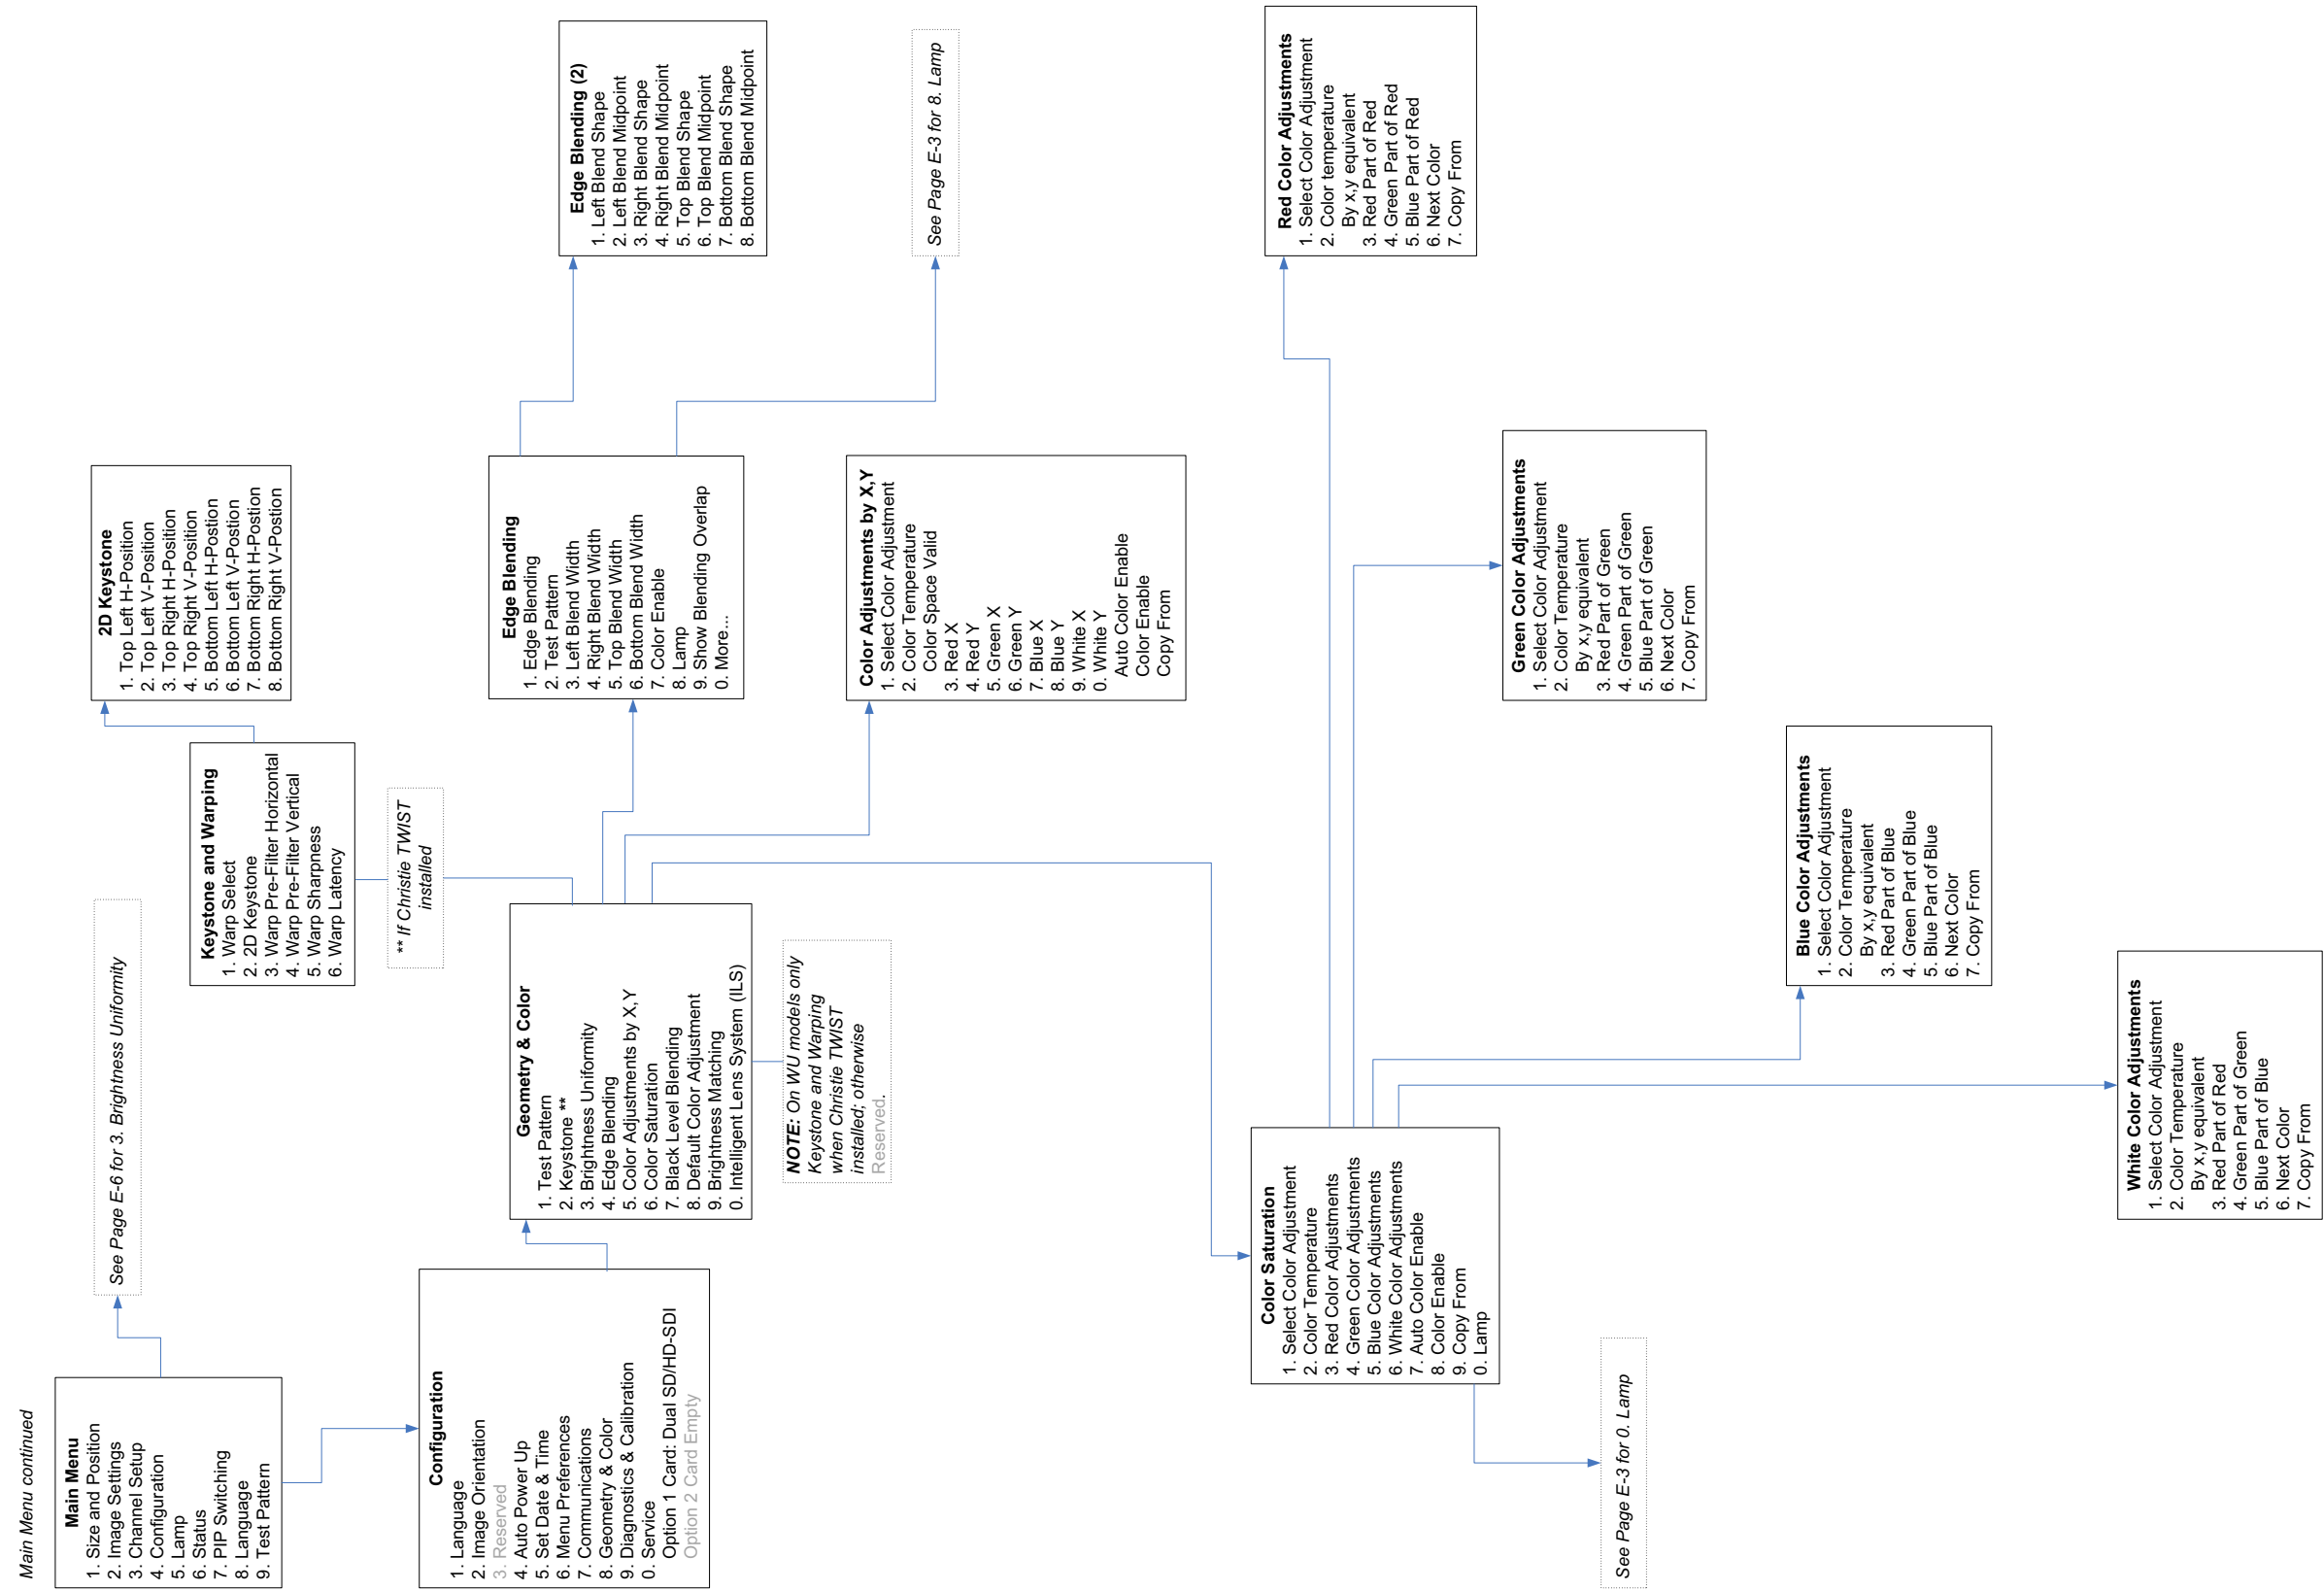 Main Menu continued
Main Menu
1. Size and Position
2. Image Settings
3. Channel Setup
4. Configuration
5. Lamp
6. Status
7. PIP Switching
8. Language
9. Test Pattern
See Page E-6 for 3. Brightness Uniformity
Configuration
1. Language
2. Image Orientation
3. Reserved
4. Auto Power Up
5. Set Date & Time
6. Menu Preferences
7. Communications
8. Geometry & Color
9. Diagnostics & Calibration
0. Service
Option 1 Card: Dual SD/HD-SDI
Option 2 Card Empty
Keystone and Warping
1. Warp Select
2. 2D Keystone
3. Warp Pre-Filter Horizontal
4. Warp Pre-Filter Vertical
5. Warp Sharpness
6. Warp Latency
2D Keystone
1. Top Left H-Position
2. Top Left V-Position
3. Top Right H-Position
4. Top Right V-Position
5. Bottom Left H-Postion
6. Bottom Left V-Postion
7. Bottom Right H-Postion
8. Bottom Right V-Postion
** If Christie TWIST
installed
Geometry & Color
1. Test Pattern
2. Keystone **
3. Brightness Uniformity
4. Edge Blending
5. Color Adjustments by X,Y
6. Color Saturation
7. Black Level Blending
8. Default Color Adjustment
9. Brightness Matching
0. Intelligent Lens System (ILS)
NOTE: On WU models only
Keystone and Warping
when Christie TWIST
installed; otherwise
Reserved.
Edge Blending
1. Edge Blending
2. Test Pattern
3. Left Blend Width
4. Right Blend Width
5. Top Blend Width
6. Bottom Blend Width
7. Color Enable
8. Lamp
9. Show Blending Overlap
0. More...
Edge Blending (2)
1. Left Blend Shape
2. Left Blend Midpoint
3. Right Blend Shape
4. Right Blend Midpoint
5. Top Blend Shape
6. Top Blend Midpoint
7. Bottom Blend Shape
8. Bottom Blend Midpoint
See Page E-3 for 8. Lamp
Color Adjustments by X,Y
1. Select Color Adjustment
2. Color Temperature
Color Space Valid
3. Red X
4. Red Y
5. Green X
6. Green Y
7. Blue X
8. Blue Y
9. White X
0. White Y
Auto Color Enable
Color Enable
Copy From
Color Saturation
1. Select Color Adjustment
2. Color Temperature
3. Red Color Adjustments
4. Green Color Adjustments
5. Blue Color Adjustments
6. White Color Adjustments
7. Auto Color Enable
8. Color Enable
9. Copy From
0. Lamp
See Page E-3 for 0. Lamp
Red Color Adjustments
1. Select Color Adjustment
2. Color temperature
By x,y equivalent
3. Red Part of Red
4. Green Part of Red
5. Blue Part of Red
6. Next Color
7. Copy From
Green Color Adjustments
1. Select Color Adjustment
2. Color Temperature
By x,y equivalent
3. Red Part of Green
4. Green Part of Green
5. Blue Part of Green
6. Next Color
7. Copy From
Blue Color Adjustments
1. Select Color Adjustment
2. Color Temperature
By x,y equivalent
3. Red Part of Blue
4. Green Part of Blue
5. Blue Part of Blue
6. Next Color
7. Copy From
White Color Adjustments
1. Select Color Adjustment
2. Color Temperature
By x,y equivalent
3. Red Part of Red
4. Green Part of Green
5. Blue Part of Blue
6. Next Color
7. Copy From